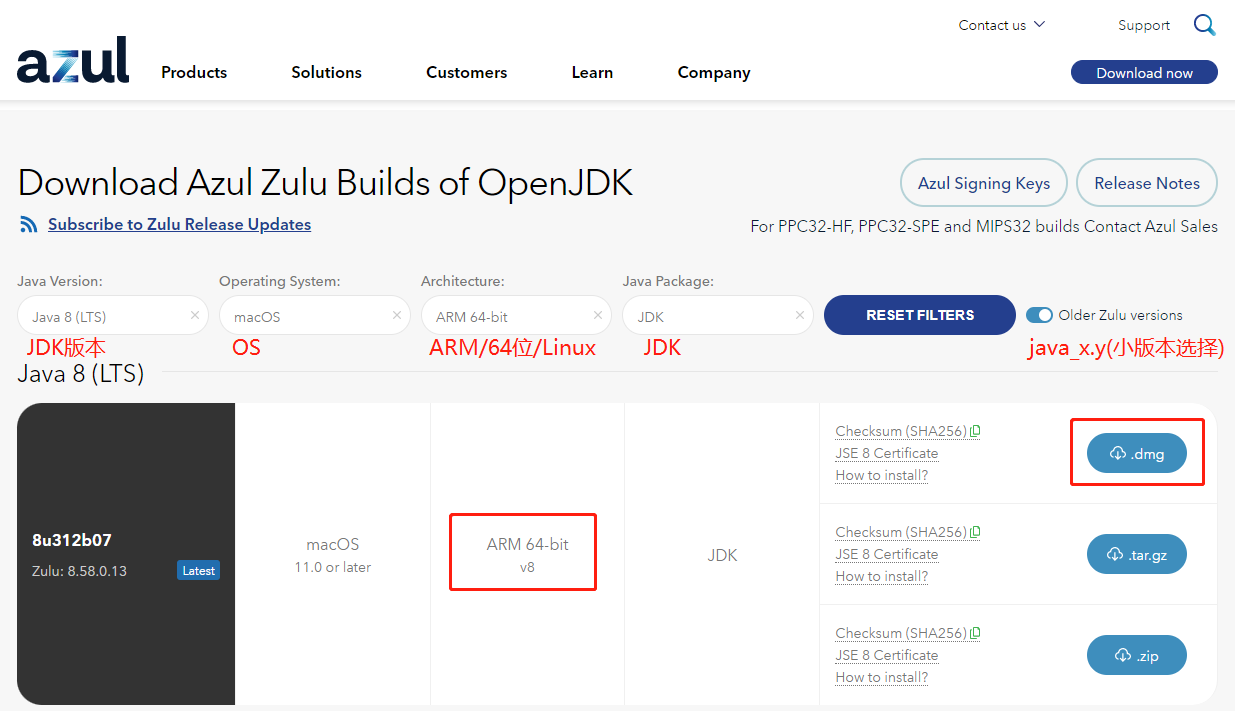 Contact us
Support
azul
Products
Solutions
Customers
Learn
Company
Download now
Download Azul Zulu Builds of OpenJDK
Azul Signing Keys
Release Notes
Subscribe to Zulu Release Updates
For PPC32-HF, PPC32-SPE and MIPS32 builds Contact Azul Sales
Java Version:
Operating System:
Architecture:
Java Package:
Java 8 (LTS)
macOS
ARM 64-bit
JDK
RESET FILTERS
Older Zulu versions
JDK版本
OS
ARM/64位/Linux
JDK
java_x.y(小版本选择)
Java 8 (LTS)
8u312b07
Zulu: 8.58.0.13
Latest
macOS
11.0 or later
ARM 64-bit
v8
JDK
Checksum (SHA256)
JSE 8 Certificate
How to install?
.dmg
Checksum (SHA256)
JSE 8 Certificate
How to install?
.tar.gz
Checksum (SHA256)
JSE 8 Certificate
How to install?
.zip